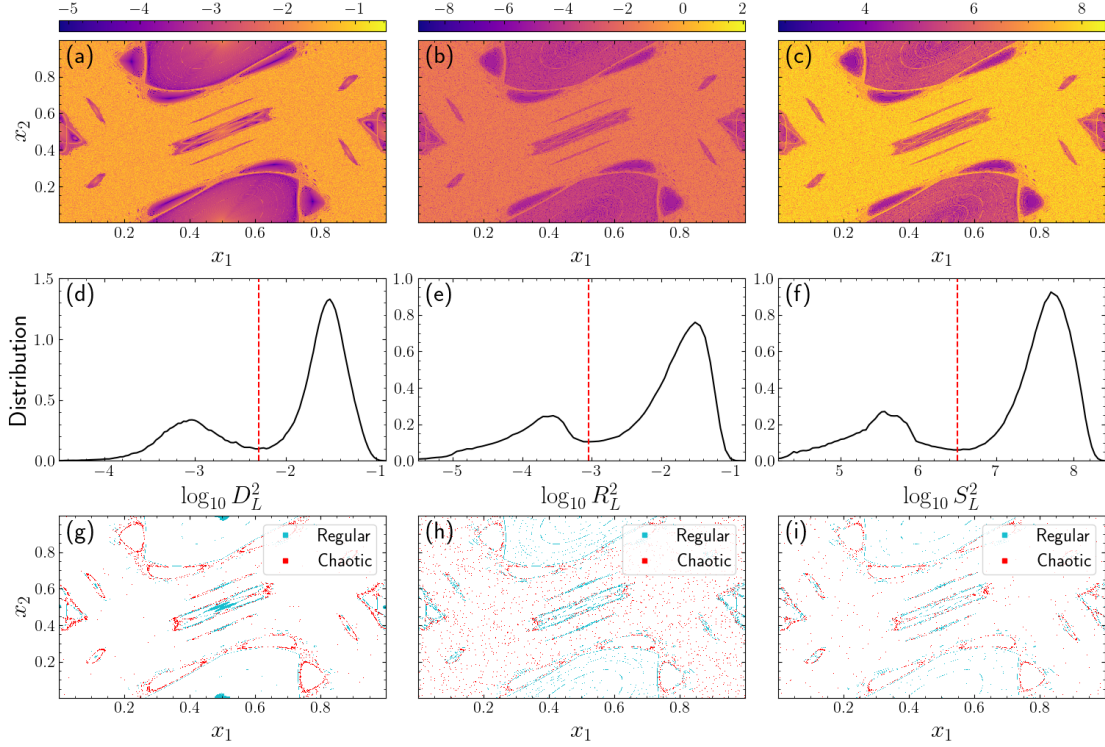 −5 −4 −3 −2 −1
−8 −6 −4 −2 0 2
4 6 8
(a) (b) (c)
0.8
0.6
0.4
0.2
x₂
0.2 0.4 0.6 0.8
0.2 0.4 0.6 0.8
0.2 0.4 0.6 0.8
x₁ x₁ x₁
(d) (e) (f)
1.5
1.0
0.5
0.0
Distribution
1.0
0.8
0.6
0.4
0.2
0.0
1.0
0.8
0.6
0.4
0.2
0.0
−4 −3 −2 −1
−5 −4 −3 −2 −1
5 6 7 8
log₁₀ D²_L
log₁₀ R²_L
log₁₀ S²_L
(g) Regular
Chaotic
(h) Regular
Chaotic
(i) Regular
Chaotic
0.8
0.6
0.4
0.2
x₂
0.2 0.4 0.6 0.8
0.2 0.4 0.6 0.8
0.2 0.4 0.6 0.8
x₁ x₁ x₁